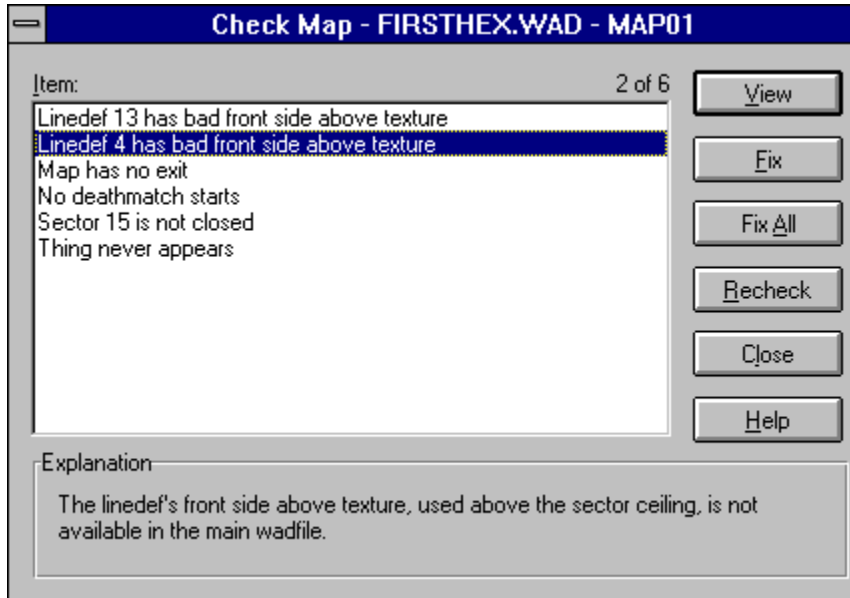 Check Map - FIRSTHEX.WAD - MAP01
Item: 2 of 6
Linedef 13 has bad front side above texture
Linedef 4 has bad front side above texture
Map has no exit
No deathmatch starts
Sector 15 is not closed
Thing never appears
View
Fix
Fix All
Recheck
Close
Help
Explanation
The linedef's front side above texture, used above the sector ceiling, is not
available in the main wadfile.